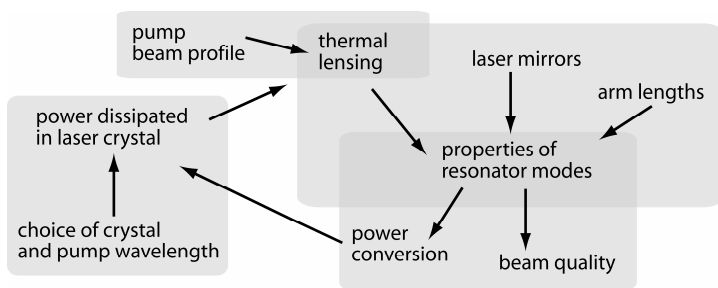 pump
beam profile
thermal
lensing
laser mirrors
arm lengths
power dissipated
in laser crystal
properties of
resonator modes
choice of crystal
and pump wavelength
power
conversion
beam quality